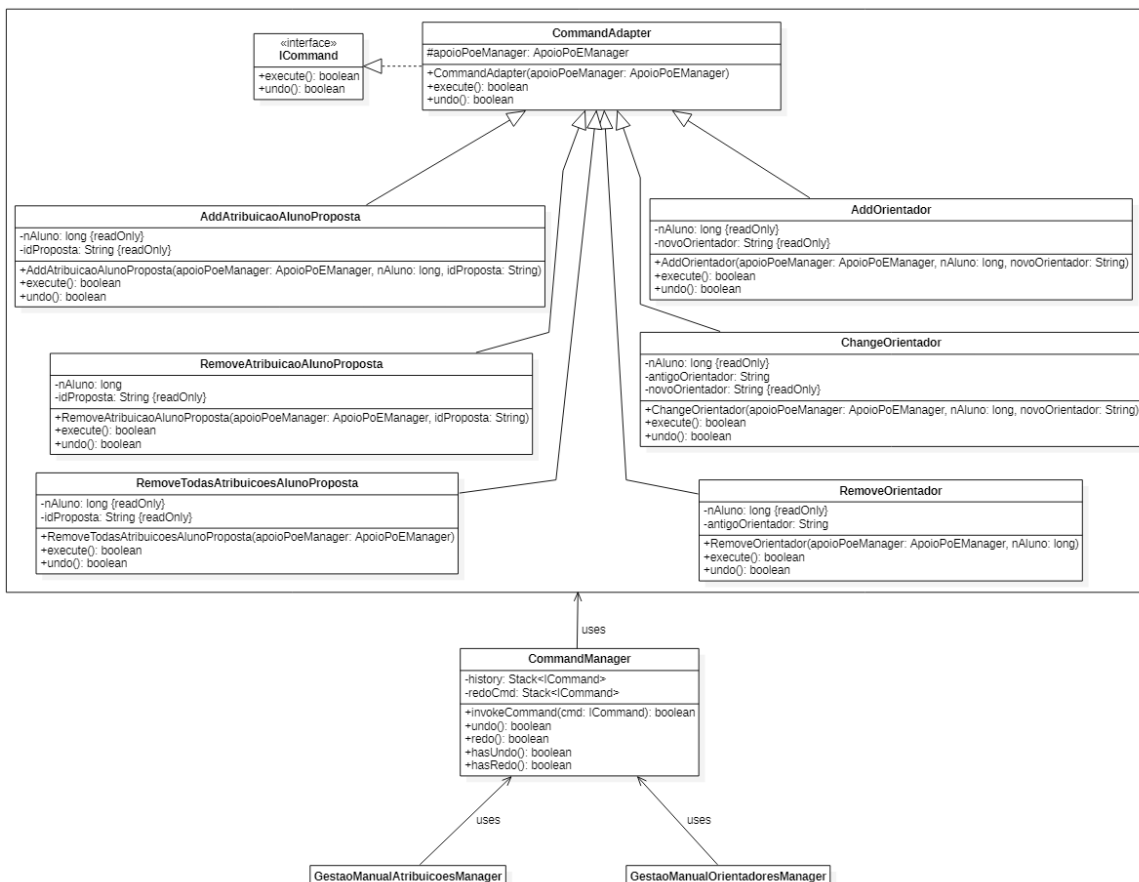 CommandAdapter
#apoioPoeManager: ApoioPoEManager
+CommandAdapter(apoioPoeManager: ApoioPoEManager)
+execute(): boolean
+undo(): boolean
«interface»
ICommand
+execute(): boolean
+undo(): boolean
AddAtribuicaoAlunoProposta
-nAluno: long {readOnly}
-idProposta: String {readOnly}
+AddAtribuicaoAlunoProposta(apoioPoeManager: ApoioPoEManager, nAluno: long, idProposta: String)
+execute(): boolean
+undo(): boolean
AddOrientador
-nAluno: long {readOnly}
-novoOrientador: String {readOnly}
+AddOrientador(apoioPoeManager: ApoioPoEManager, nAluno: long, novoOrientador: String)
+execute(): boolean
+undo(): boolean
RemoveAtribuicaoAlunoProposta
-nAluno: long
-idProposta: String {readOnly}
+RemoveAtribuicaoAlunoProposta(apoioPoeManager: ApoioPoEManager, idProposta: String)
+execute(): boolean
+undo(): boolean
ChangeOrientador
-nAluno: long {readOnly}
-antigoOrientador: String
-novoOrientador: String {readOnly}
+ChangeOrientador(apoioPoeManager: ApoioPoEManager, nAluno: long, novoOrientador: String)
+execute(): boolean
+undo(): boolean
RemoveTodasAtribuicoesAlunoProposta
-nAluno: long {readOnly}
-idProposta: String {readOnly}
+RemoveTodasAtribuicoesAlunoProposta(apoioPoeManager: ApoioPoEManager)
+execute(): boolean
+undo(): boolean
RemoveOrientador
-nAluno: long {readOnly}
-antigoOrientador: String
+RemoveOrientador(apoioPoeManager: ApoioPoEManager, nAluno: long)
+execute(): boolean
+undo(): boolean
uses
CommandManager
-history: Stack<ICommand>
-redoCmd: Stack<ICommand>
+invokeCommand(cmd: ICommand): boolean
+undo(): boolean
+redo(): boolean
+hasUndo(): boolean
+hasRedo(): boolean
uses
uses
GestaoManualAtribuicoesManager
GestaoManualOrientadoresManager